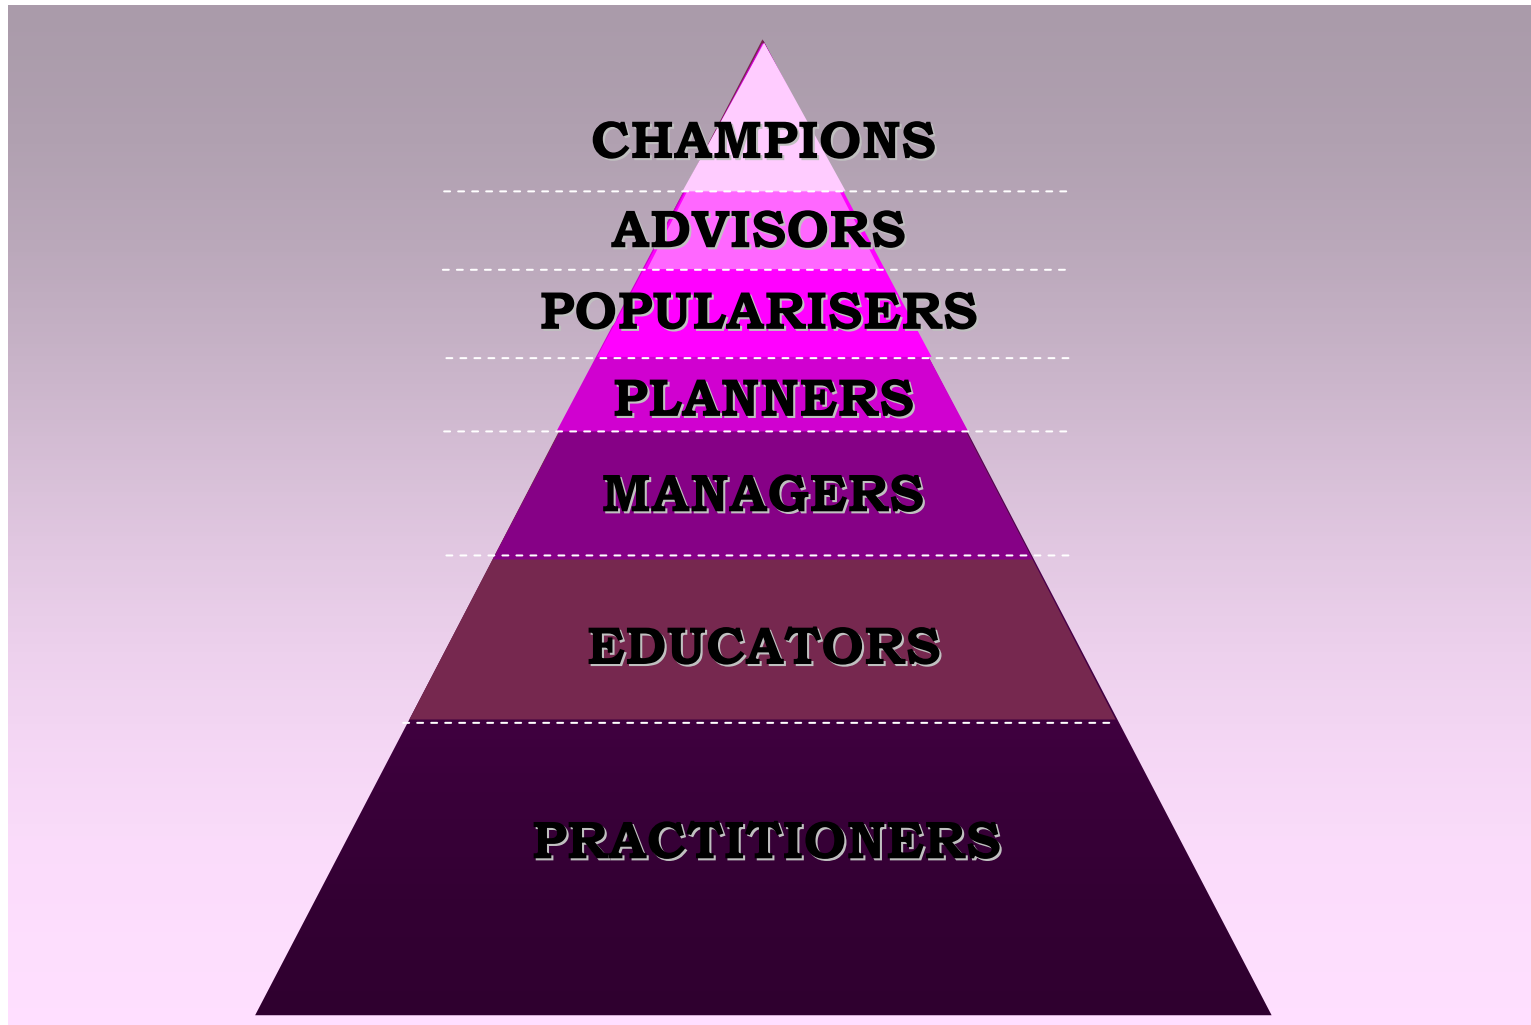 CHAMPIONS
ADVISORS
POPULARISERS
PLANNERS
MANAGERS
EDUCATORS
PRACTITIONERS